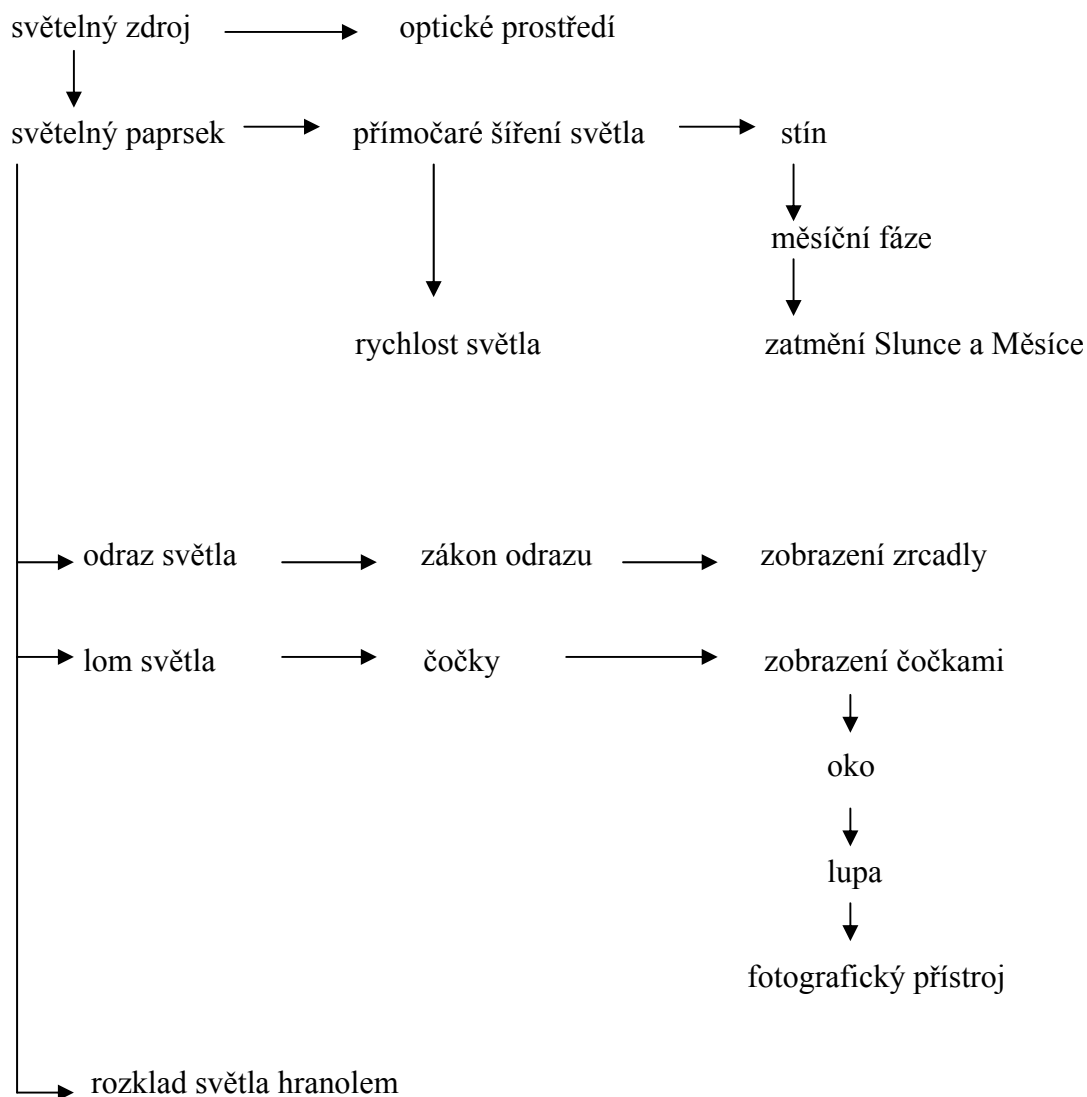 světelný zdroj optické prostředí
světelný paprsek přímočaré šíření světla stín
měsíční fáze
rychlost světla zatmění Slunce a Měsíce
odraz světla zákon odrazu zobrazení zrcadly
lom světla čočky zobrazení čočkami
oko
lupa
fotografický přístroj
rozklad světla hranolem